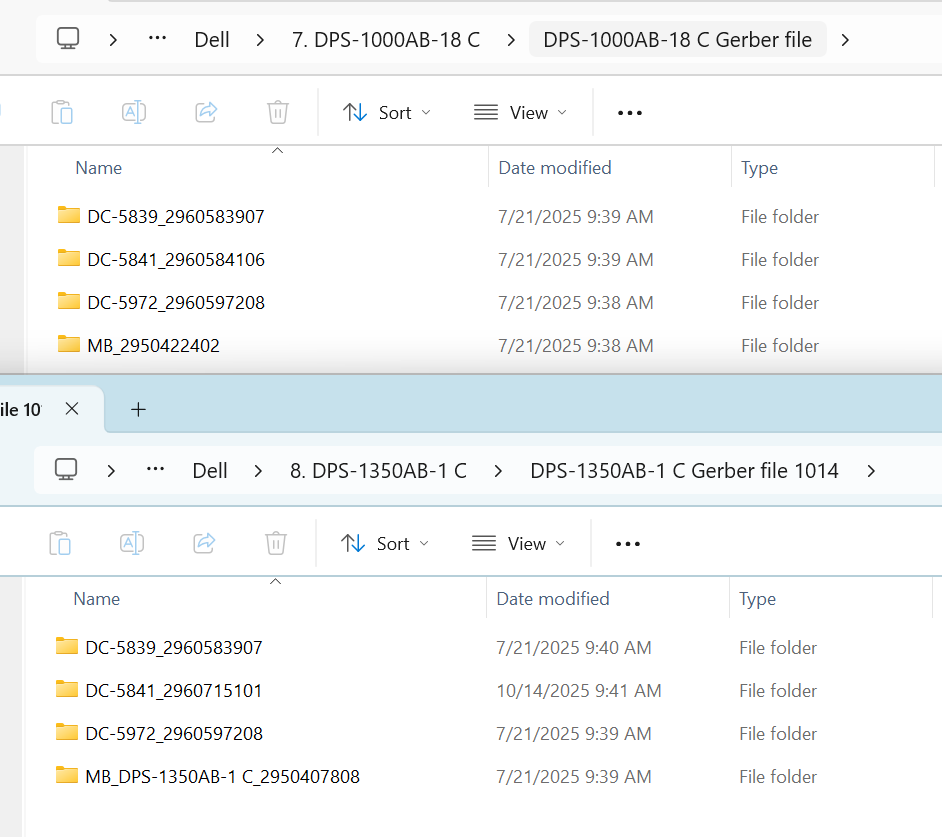 ... Dell 7. DPS-1000AB-18 C DPS-1000AB-18 C Gerber file
Sort View ...
Name Date modified Type
DC-5839_2960583907 7/21/2025 9:39 AM File folder
DC-5841_2960584106 7/21/2025 9:39 AM File folder
DC-5972_2960597208 7/21/2025 9:38 AM File folder
MB_2950422402 7/21/2025 9:38 AM File folder
ile 10
... Dell 8. DPS-1350AB-1 C DPS-1350AB-1 C Gerber file 1014
Sort View ...
Name Date modified Type
DC-5839_2960583907 7/21/2025 9:40 AM File folder
DC-5841_2960715101 10/14/2025 9:41 AM File folder
DC-5972_2960597208 7/21/2025 9:39 AM File folder
MB_DPS-1350AB-1 C_2950407808 7/21/2025 9:39 AM File folder